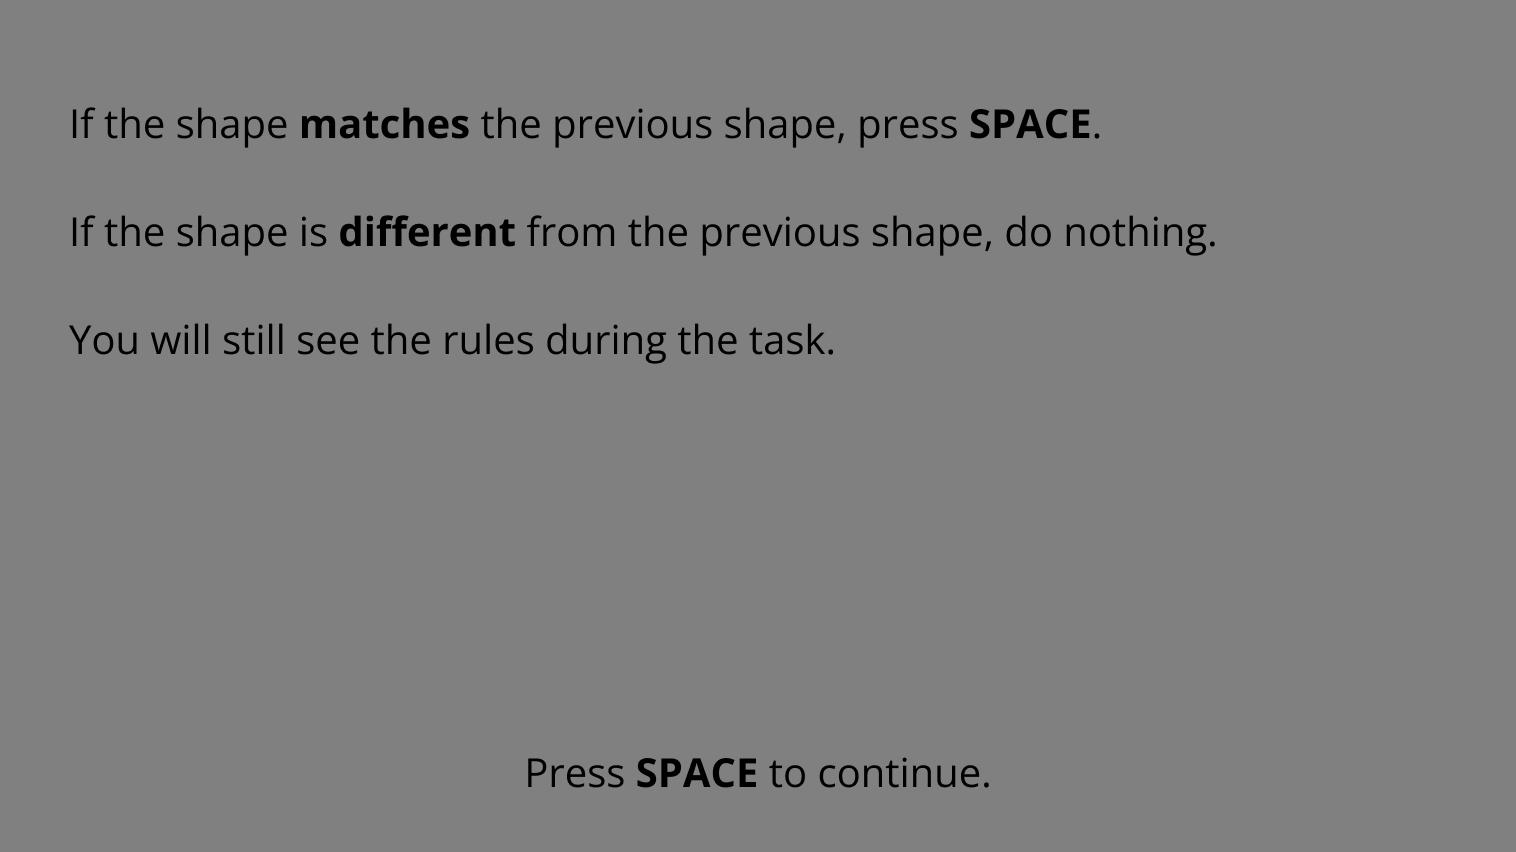 If the shape matches the previous shape, press SPACE.
If the shape is different from the previous shape, do nothing.
You will still see the rules during the task.
Press SPACE to continue.